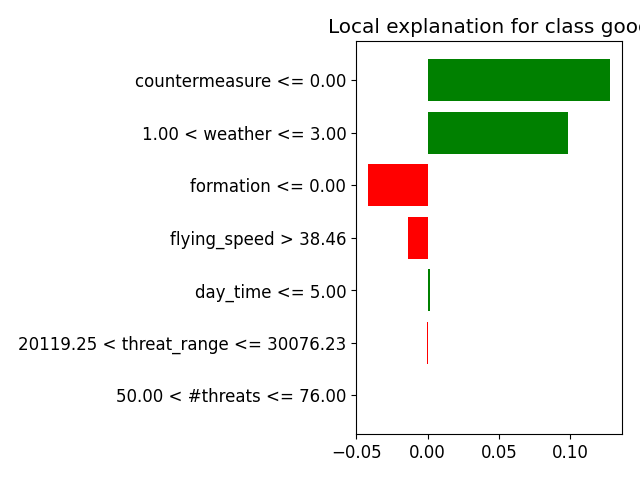 Local explanation for class good
countermeasure <= 0.00
1.00 < weather <= 3.00
formation <= 0.00
flying_speed > 38.46
day_time <= 5.00
20119.25 < threat_range <= 30076.23
50.00 < #threats <= 76.00
−0.05 0.00 0.05 0.10